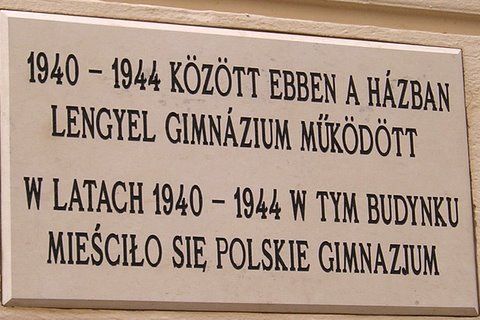 1940 – 1944 KÖZÖTT EBBEN A HÁZBAN
LENGYEL GIMNÁZIUM MŰKÖDÖTT
W LATACH 1940 – 1944 W TYM BUDYNKU
MIEŚCIŁO SIĘ POLSKIE GIMNAZJUM